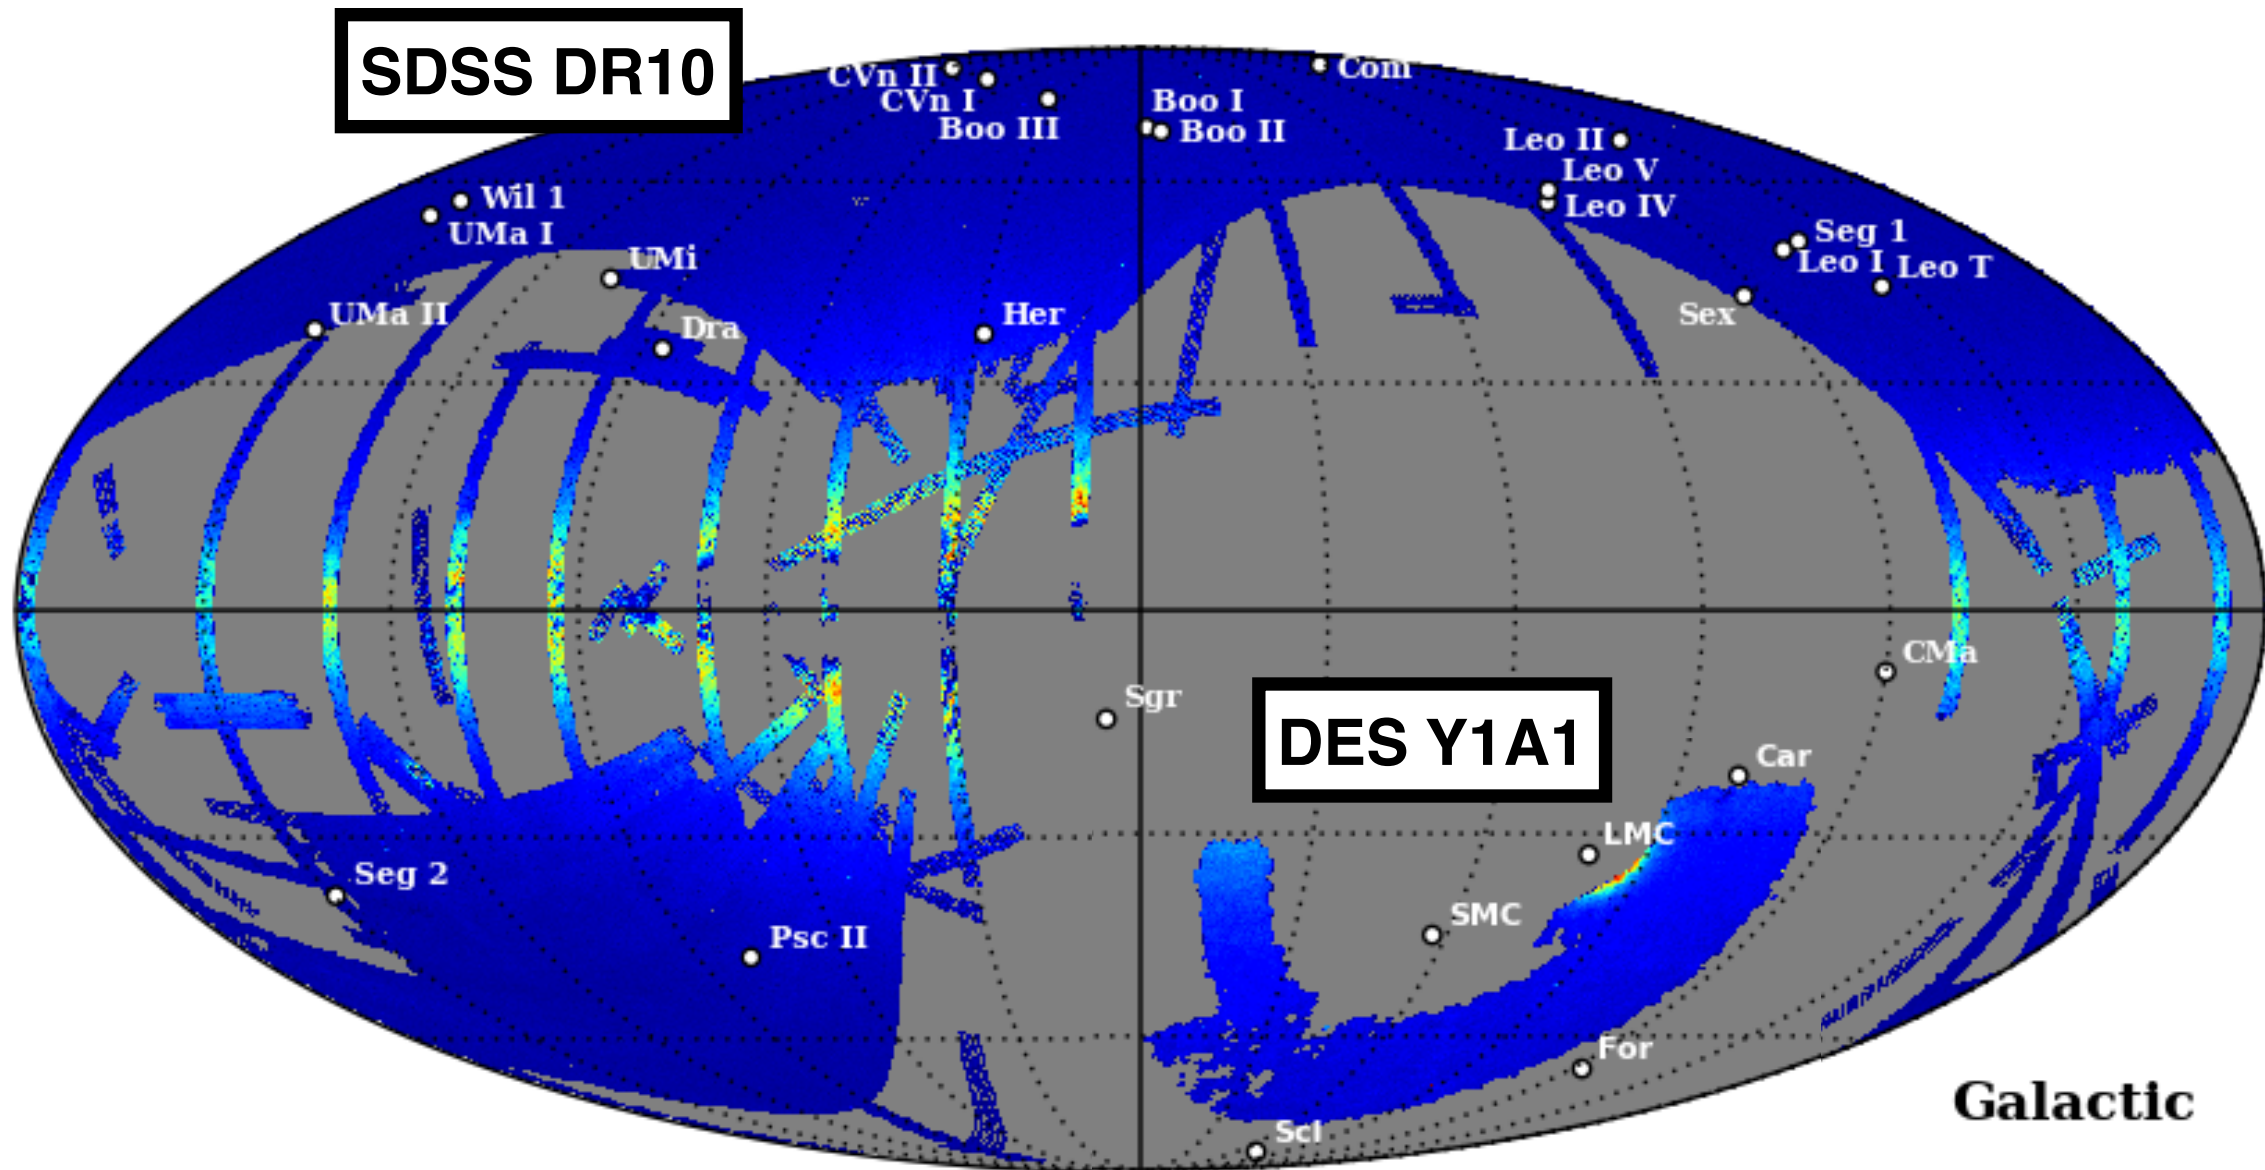 SDSS DR10
CVn II
CVn I
Boo III
Boo I
Boo II
Com
Leo II
Leo V
Leo IV
Wil 1
UMa I
Seg 1
Leo I
Leo T
UMi
UMa II
Dra
Her
Sex
CMa
Sgr
DES Y1A1
Car
LMC
Seg 2
SMC
Psc II
For
Scl
Galactic